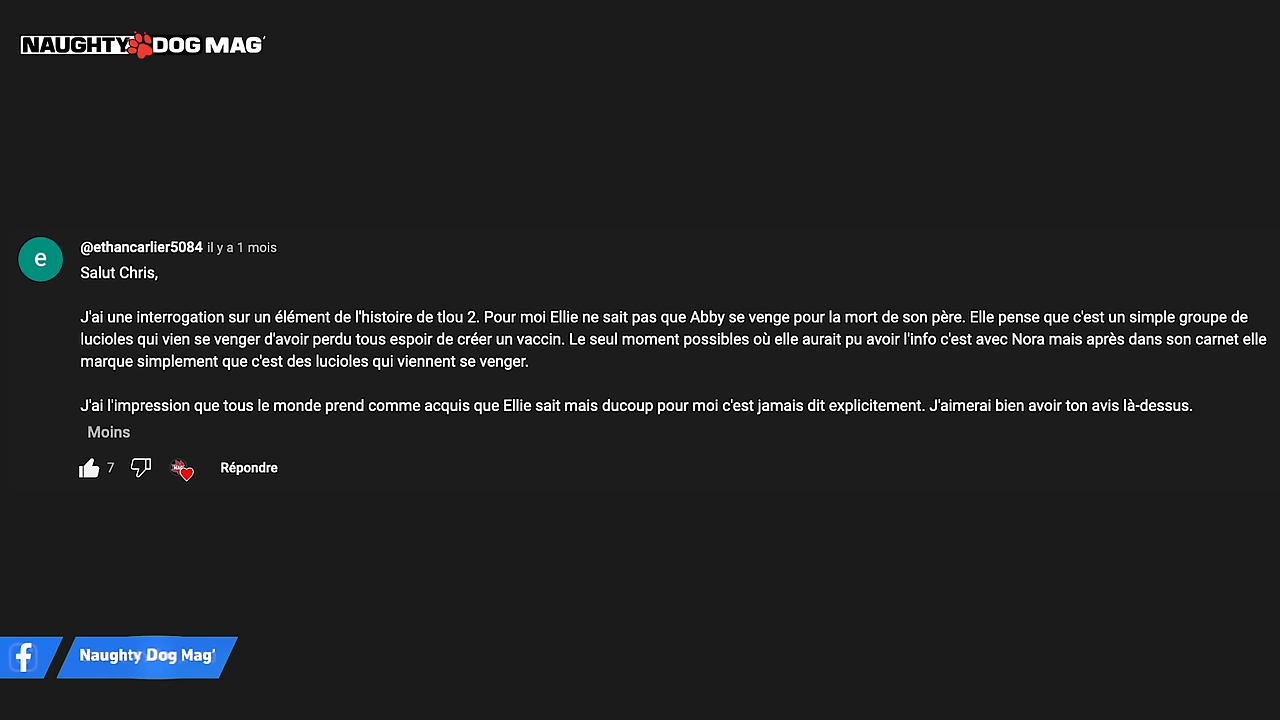 NAUGHTY DOG MAG'
e
@ethancarlier5084 il y a 1 mois
Salut Chris,
J'ai une interrogation sur un élément de l'histoire de tlou 2. Pour moi Ellie ne sait pas que Abby se venge pour la mort de son père. Elle pense que c'est un simple groupe de
lucioles qui vien se venger d'avoir perdu tous espoir de créer un vaccin. Le seul moment possibles où elle aurait pu avoir l'info c'est avec Nora mais après dans son carnet elle
marque simplement que c'est des lucioles qui viennent se venger.
J'ai l'impression que tous le monde prend comme acquis que Ellie sait mais ducoup pour moi c'est jamais dit explicitement. J'aimerai bien avoir ton avis là-dessus.
Moins
7 Répondre
Naughty Dog Mag'